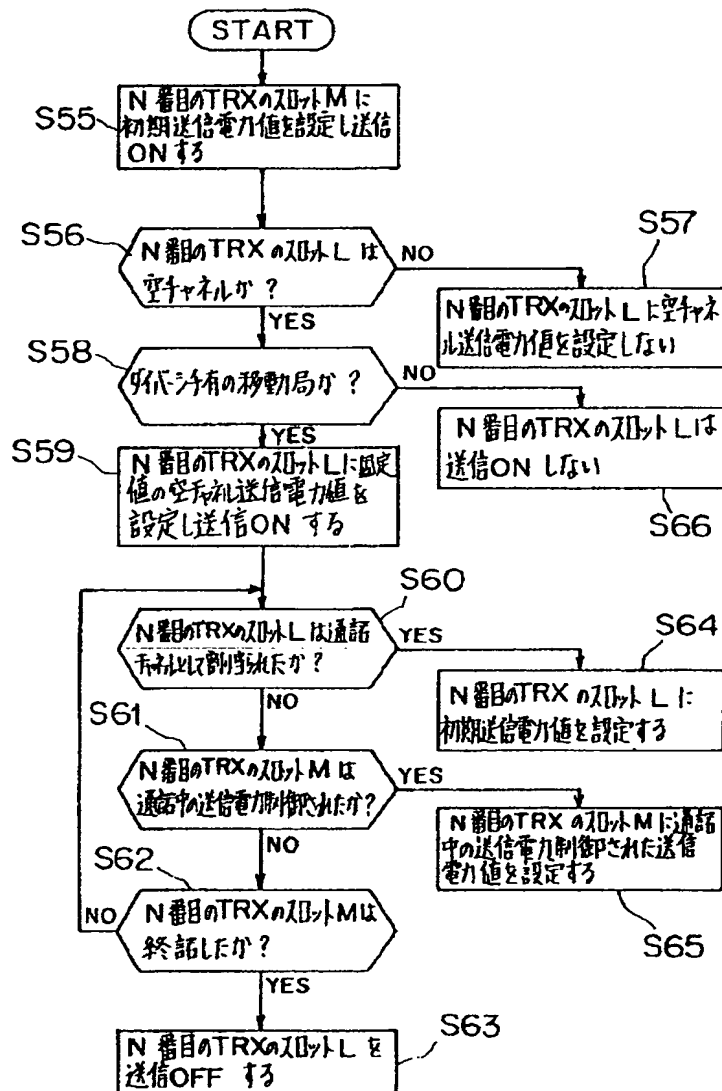 START
S55
N番目のTRXのスロットMに
初期送信電力値を設定し送信
ONする
S56
N番目のTRXのスロットLは
空チャネルか?
NO
YES
S57
N番目のTRXのスロットLに空チャネ
ル送信電力値を設定しない
S58
ダイバーシチ有の移動局か?
NO
YES
N番目のTRXのスロットLは
送信ONしない
S66
S59
N番目のTRXのスロットLに固定
値の空チャネル送信電力値を
設定し送信ONする
S60
N番目のTRXのスロットLは通話
チャネルとして割り当られたか?
YES
NO
S64
N番目のTRXのスロットLに
初期送信電力値を設定する
S61
N番目のTRXのスロットMは
通話中の送信電力制御されたか?
YES
NO
N番目のTRXのスロットMに通話
中の送信電力制御された送信
電力値を設定する
S65
S62
N番目のTRXのスロットMは
終話したか?
NO
YES
S63
N番目のTRXのスロットLを
送信OFFする